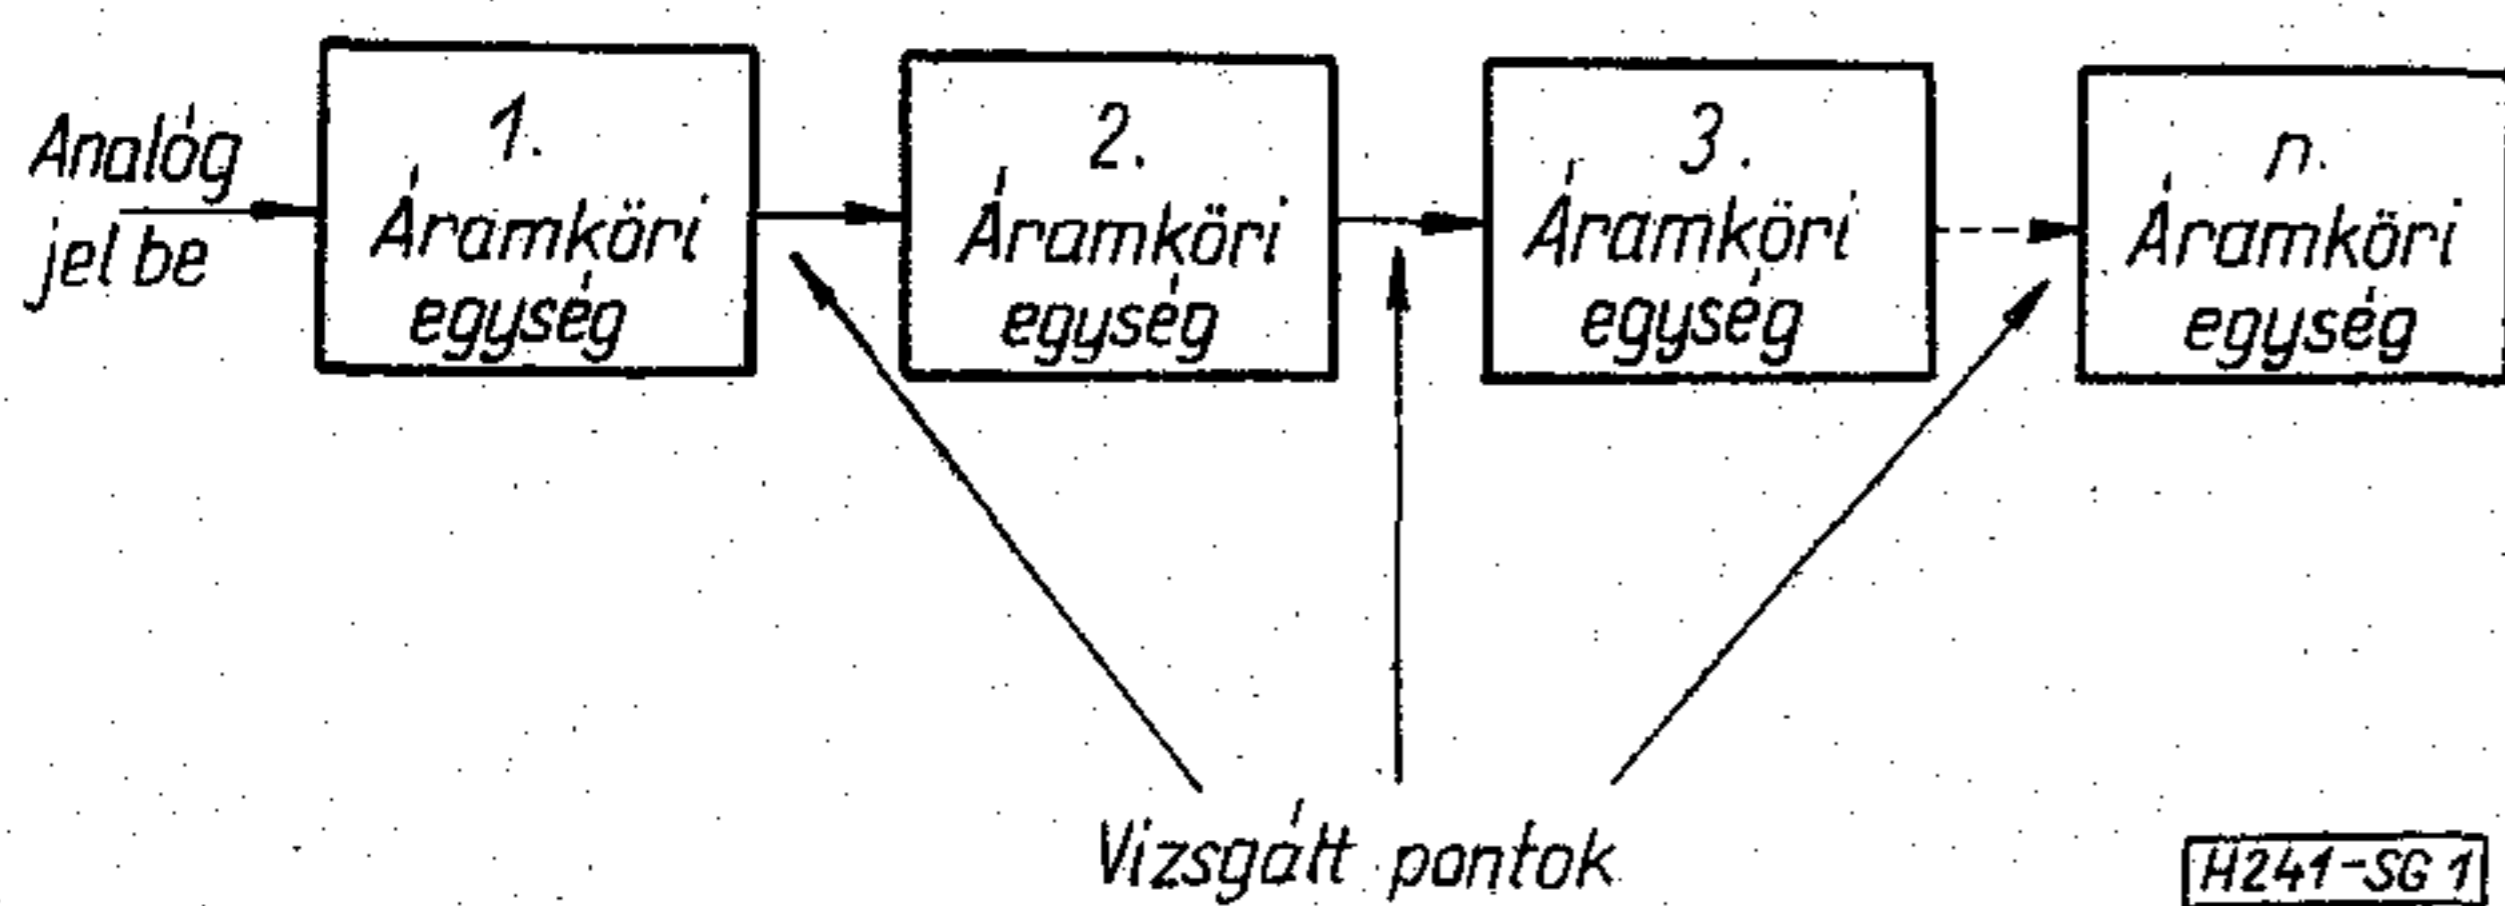 Analóg
jel be
1.
Áramköri
egység
2.
Áramköri
egység
3.
Áramköri
egység
n.
Áramköri
egység
Vizsgált pontok
H241-SG 1